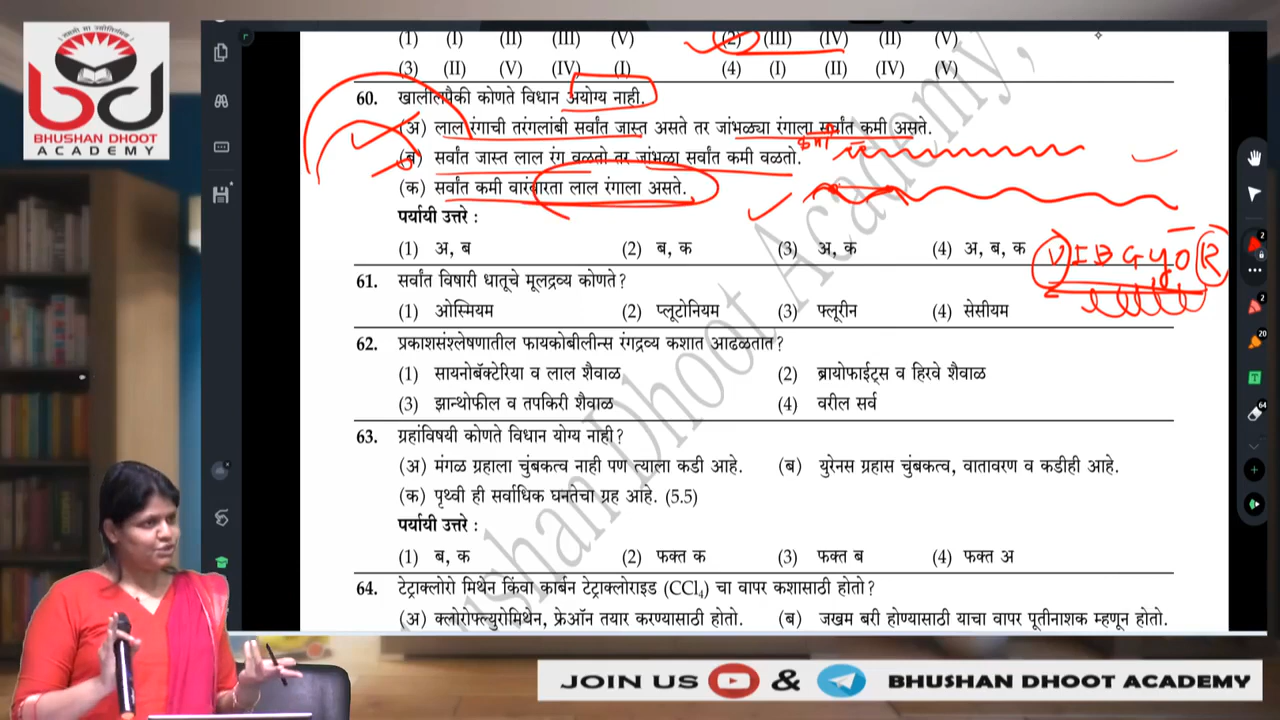 BHUSHAN DHOOT
ACADEMY
(1) (I) (II) (III) (V) (2) (III) (IV) (II) (V)
(3) (II) (V) (IV) (I) (4) (I) (II) (IV) (V)
60. खालीलपैकी कोणते विधान अयोग्य नाही.
(अ) लाल रंगाची तरंगलांबी सर्वांत जास्त असते तर जांभळ्या रंगाला सर्वांत कमी असते.
(ब) सर्वांत जास्त लाल रंग वळतो तर जांभळा सर्वांत कमी वळतो.
(क) सर्वांत कमी वारंवारता लाल रंगाला असते.
पर्यायी उत्तरे :
(1) अ, ब (2) ब, क (3) अ, क (4) अ, ब, क
V I B G Y O R
61. सर्वांत विषारी धातूचे मूलद्रव्य कोणते?
(1) ओस्मियम (2) प्लूटोनियम (3) फ्लूरीन (4) सेसीयम
62. प्रकाशसंश्लेषणातील फायकोबीलीन्स रंगद्रव्य कशात आढळतात?
(1) सायनोबॅक्टेरिया व लाल शैवाळ (2) ब्रायोफाईट्स व हिरवे शैवाळ
(3) झान्थोफील व तपकिरी शैवाळ (4) वरील सर्व
63. ग्रहांविषयी कोणते विधान योग्य नाही?
(अ) मंगळ ग्रहाला चुंबकत्व नाही पण त्याला कडी आहे. (ब) युरेनस ग्रहास चुंबकत्व, वातावरण व कडीही आहे.
(क) पृथ्वी ही सर्वाधिक घनतेचा ग्रह आहे. (5.5)
पर्यायी उत्तरे :
(1) ब, क (2) फक्त क (3) फक्त ब (4) फक्त अ
64. टेट्राक्लोरो मिथेन किंवा कार्बन टेट्राक्लोराइड (CCl₄) चा वापर कशासाठी होतो?
(अ) क्लोरोफ्ल्युरोमिथेन, फ्रेऑन तयार करण्यासाठी होतो. (ब) जखम बरी होण्यासाठी याचा वापर पूतीनाशक म्हणून होतो.
Bhushan Dhoot Academy,
JOIN US & BHUSHAN DHOOT ACADEMY